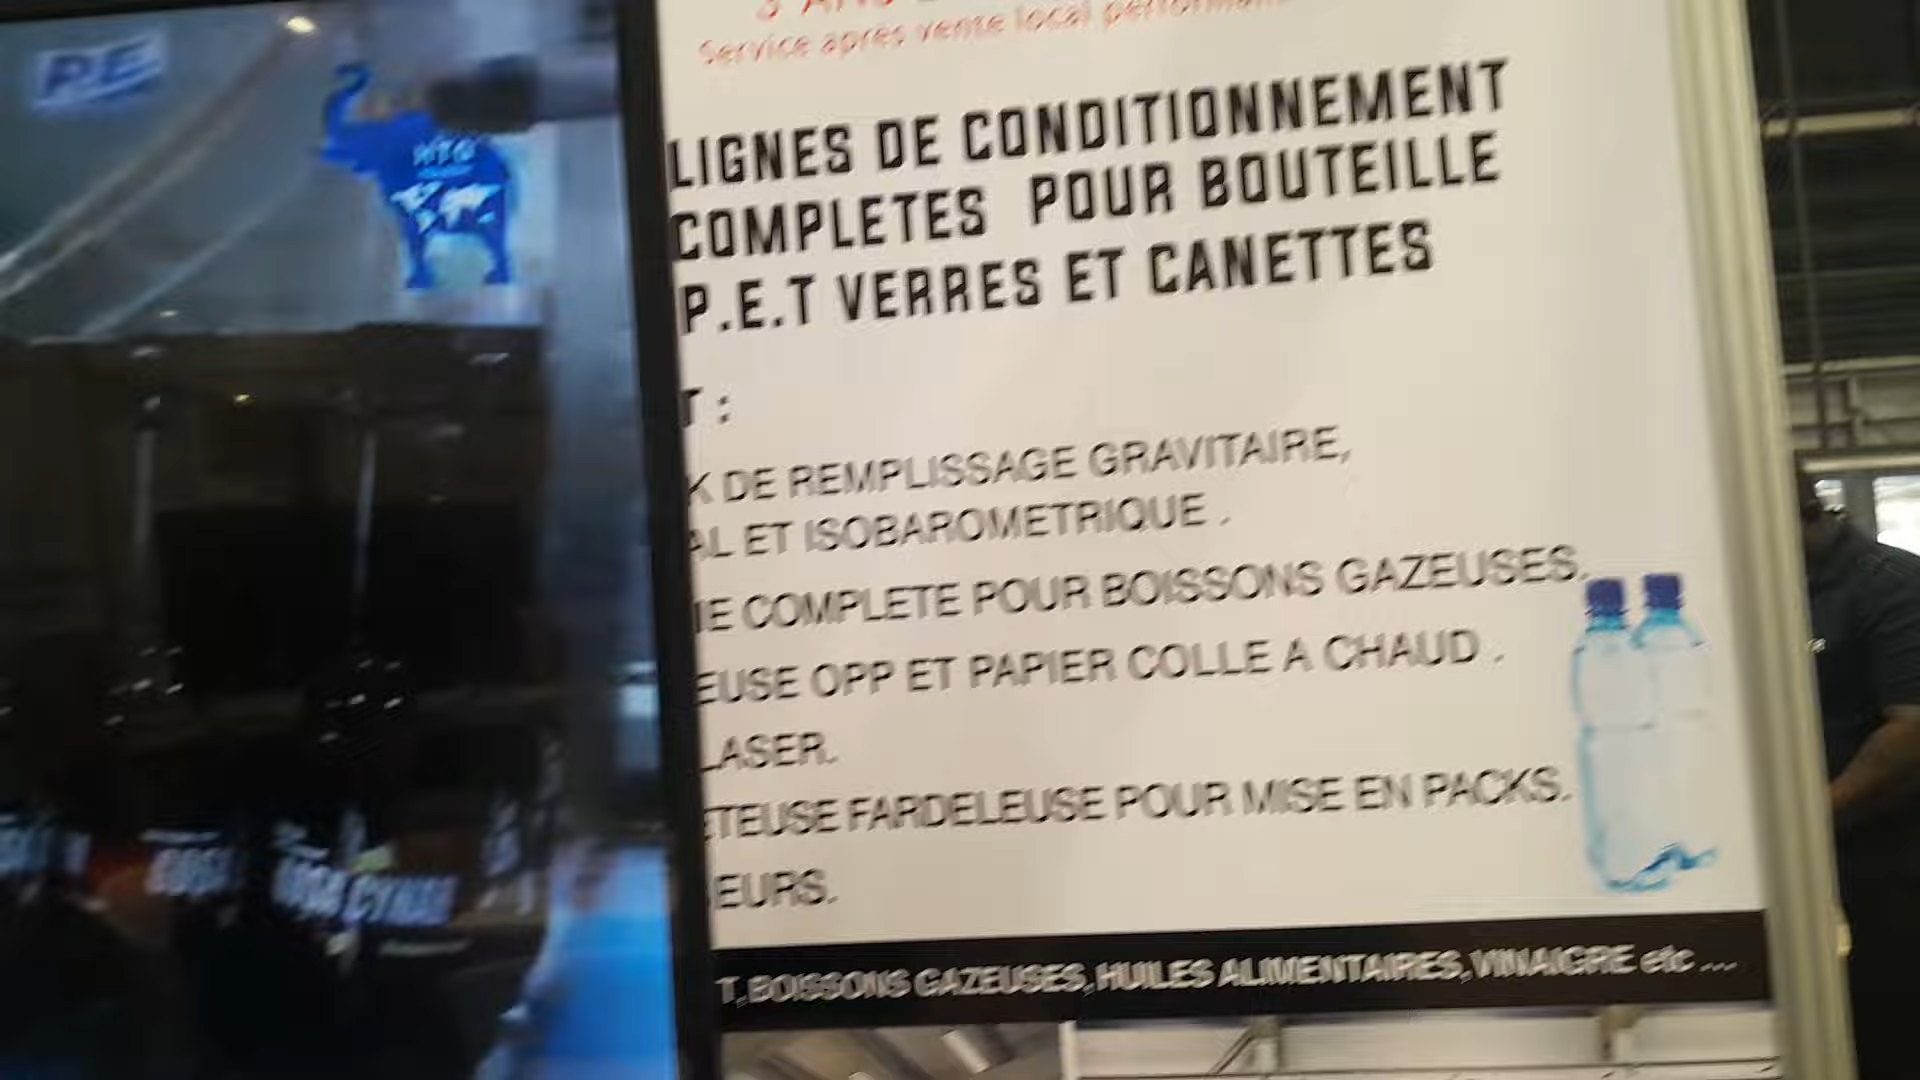 P.E
Service après vente local
LIGNES DE CONDITIONNEMENT
COMPLETES POUR BOUTEILLE
P.E.T VERRES ET CANETTES
T :
K DE REMPLISSAGE GRAVITAIRE,
AL ET ISOBAROMETRIQUE .
IE COMPLETE POUR BOISSONS GAZEUSES.
EUSE OPP ET PAPIER COLLE A CHAUD .
LASER.
TEUSE FARDELEUSE POUR MISE EN PACKS.
EURS.
T, BOISSONS GAZEUSES, HUILES ALIMENTAIRES, VINAIGRE etc ...